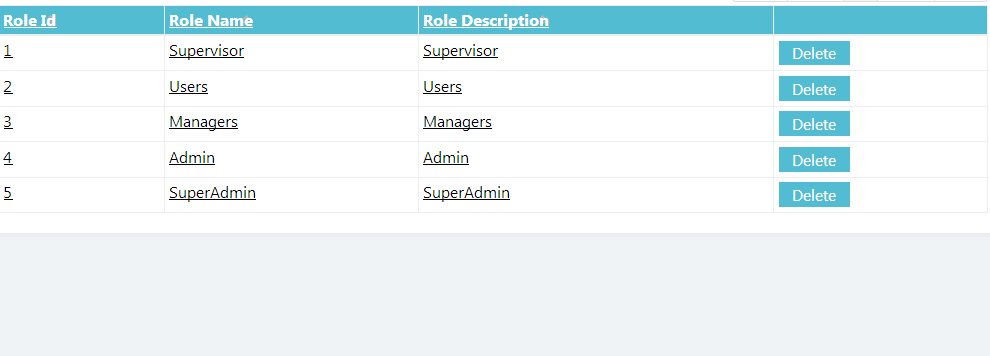 Role Id Role Name Role Description
1 Supervisor Supervisor Delete
2 Users Users Delete
3 Managers Managers Delete
4 Admin Admin Delete
5 SuperAdmin SuperAdmin Delete